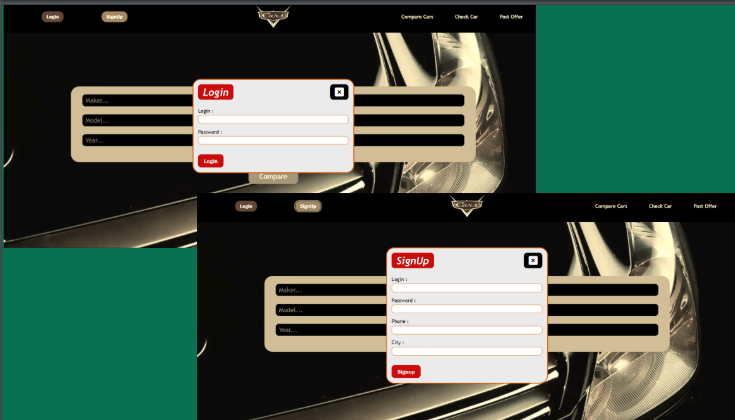 Login SignUp Compare Cars Check Car Post Offer
Login
Maker...
Login :
Model...
Password :
Year...
Login
Compare
Login SignUp Compare Cars Check Car Post Offer
SignUp
Login :
Maker...
Password :
Model...
Phone :
Year...
City :
Signup